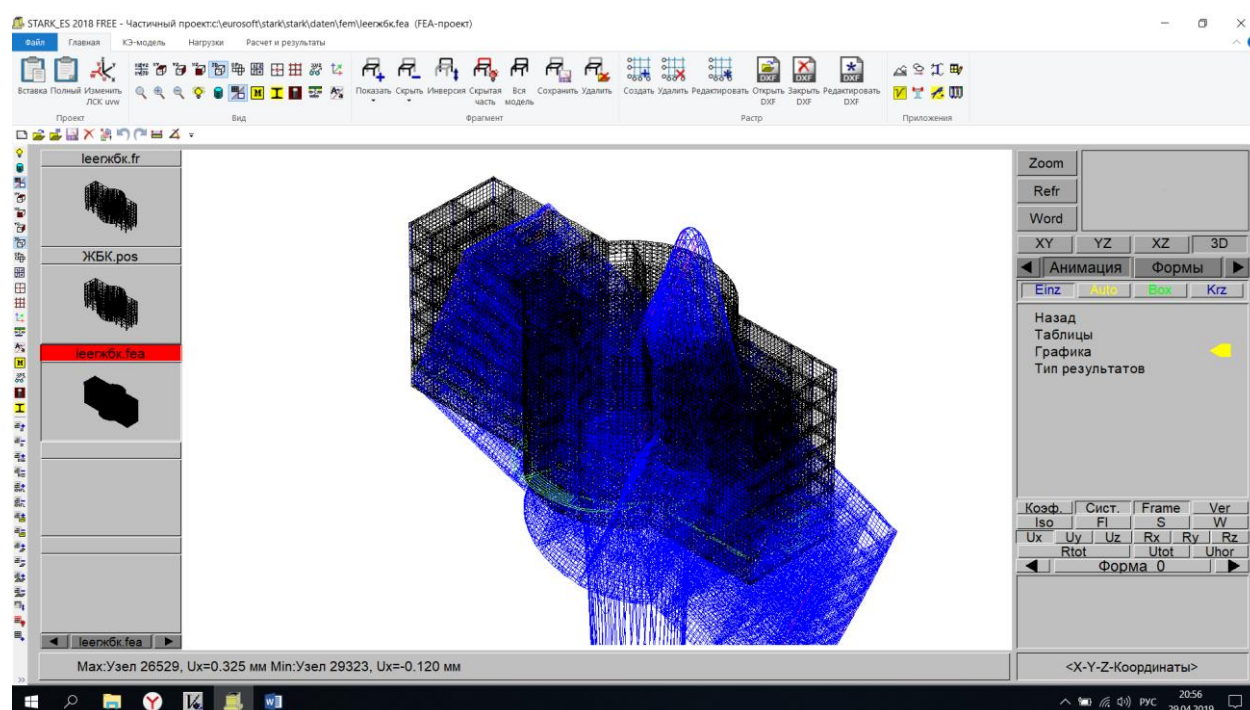 STARK_ES 2018 FREE - Частичный проект:c:\eurosoft\stark\stark\daten\fem\leerжбк.fea (FEA-проект)
Файл Главная КЭ-модель Нагрузки Расчет и результаты
Вставка Полный Изменить ЛСК uvw
Показать Скрыть Инверсия Скрытая часть Вся модель Сохранить Удалить
Создать Удалить Редактировать Открыть DXF Закрыть DXF Редактировать DXF
Проект Вид Фрагмент Растр Приложения
leerжбк.fr
ЖБК.pos
leerжбк.fea
leerжбк.fea
Zoom
Refr
Word
XY YZ XZ 3D
Анимация Формы
Einz Auto Box Krz
Назад
Таблицы
Графика
Тип результатов
Коэф. Сист. Frame Ver
Iso Fl S W
Ux Uy Uz Rx Ry Rz
Rtot Utot Uhor
Форма 0
Max:Узел 26529, Ux=0.325 мм Min:Узел 29323, Ux=-0.120 мм
<X-Y-Z-Координаты>
РУС
20:56
29.04.2019